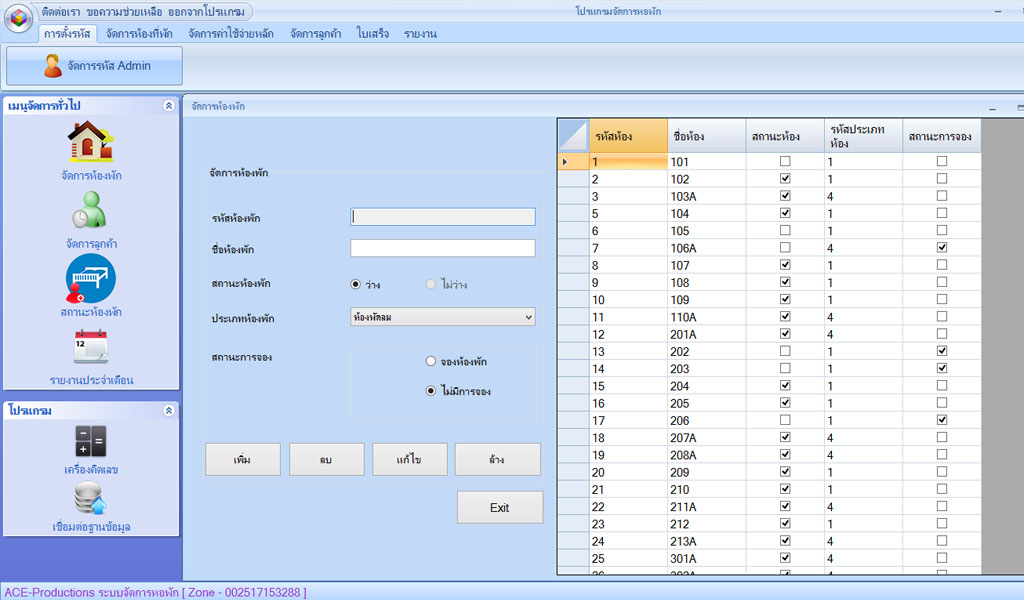 ติดต่อเรา ขอความช่วยเหลือ ออกจากโปรแกรม
โปรแกรมจัดการหอพัก
การตั้งรหัส จัดการห้องที่พัก จัดการค่าใช้จ่ายหลัก จัดการลูกค้า ใบเสร็จ รายงาน
จัดการรหัส Admin
เมนูจัดการทั่วไป
จัดการห้องพัก
จัดการลูกค้า
สถานะห้องพัก
12
รายงานประจำเดือน
โปรแกรม
เครื่องคิดเลข
เชื่อมต่อฐานข้อมูล
จัดการห้องพัก
จัดการห้องพัก
รหัสห้องพัก
ชื่อห้องพัก
สถานะห้องพัก ว่าง ไม่ว่าง
ประเภทห้องพัก ห้องพัดลม
สถานะการจอง จองห้องพัก
ไม่มีการจอง
เพิ่ม ลบ แก้ไข ล้าง
Exit
รหัสห้อง ชื่อห้อง สถานะห้อง รหัสประเภทห้อง สถานะการจอง
1 101 1
2 102 1
3 103A 4
5 104 1
6 105 1
7 106A 4
8 107 1
9 108 1
10 109 1
11 110A 4
12 201A 4
13 202 1
14 203 1
15 204 1
16 205 1
17 206 1
18 207A 4
19 208A 4
20 209 1
21 210 1
22 211A 4
23 212 1
24 213A 4
25 301A 4
ACE-Productions ระบบจัดการหอพัก [ Zone - 002517153288 ]